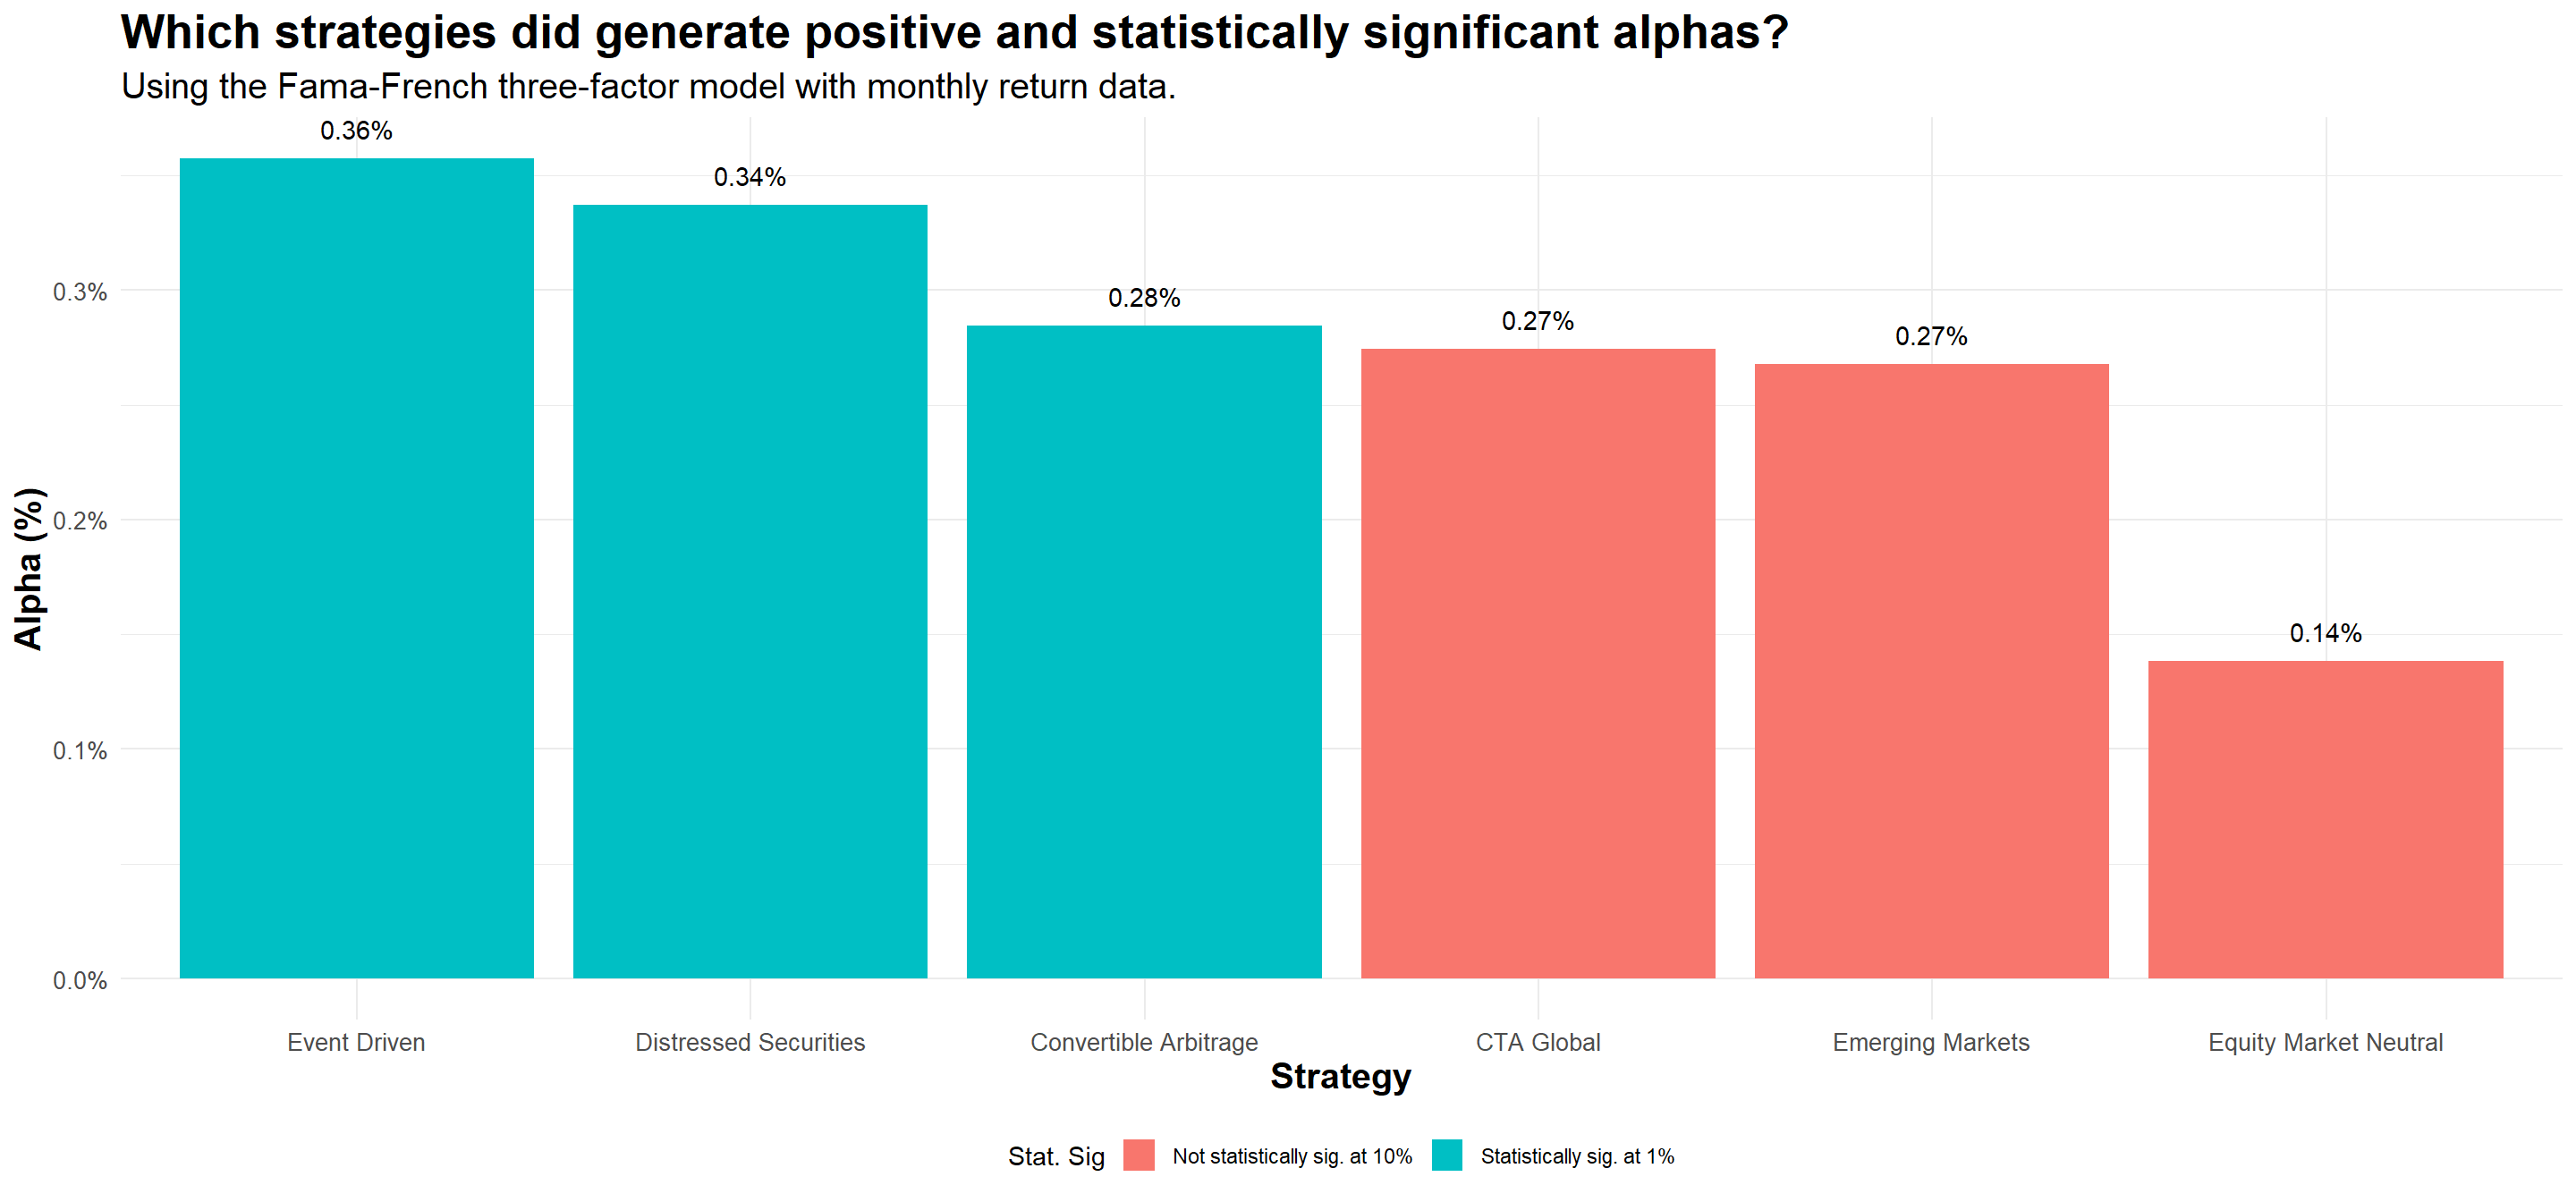 Which strategies did generate positive and statistically significant alphas?
Using the Fama-French three-factor model with monthly return data.
0.36%
0.34%
0.28%
0.27%
0.27%
0.14%
Alpha (%)
0.3%
0.2%
0.1%
0.0%
Event Driven
Distressed Securities
Convertible Arbitrage
CTA Global
Emerging Markets
Equity Market Neutral
Strategy
Stat. Sig
Not statistically sig. at 10%
Statistically sig. at 1%